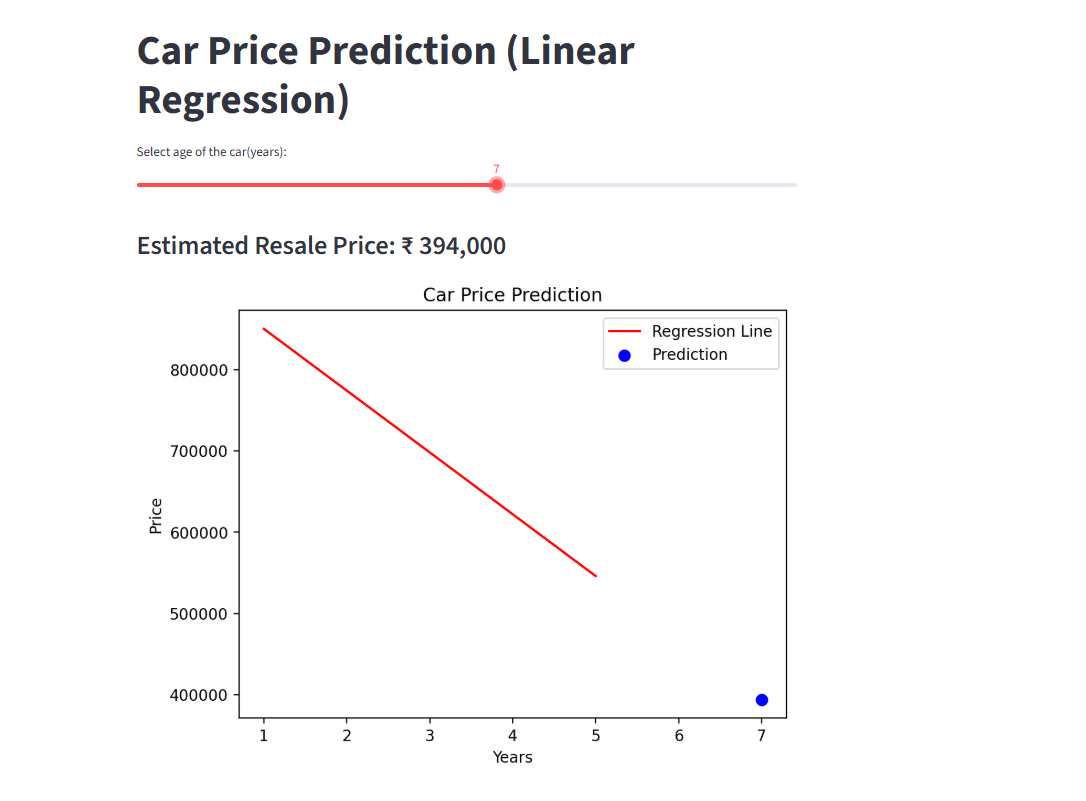 Car Price Prediction (Linear
Regression)
Select age of the car(years):
7
Estimated Resale Price: ₹ 394,000
Car Price Prediction
Regression Line
Prediction
800000
700000
600000
500000
400000
Price
1 2 3 4 5 6 7
Years